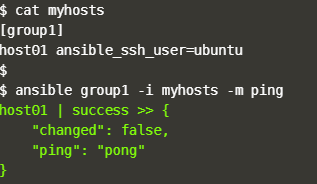 $ cat myhosts
[group1]
host01 ansible_ssh_user=ubuntu
$
$ ansible group1 -i myhosts -m ping
host01 | success >> {
    "changed": false,
    "ping": "pong"
}